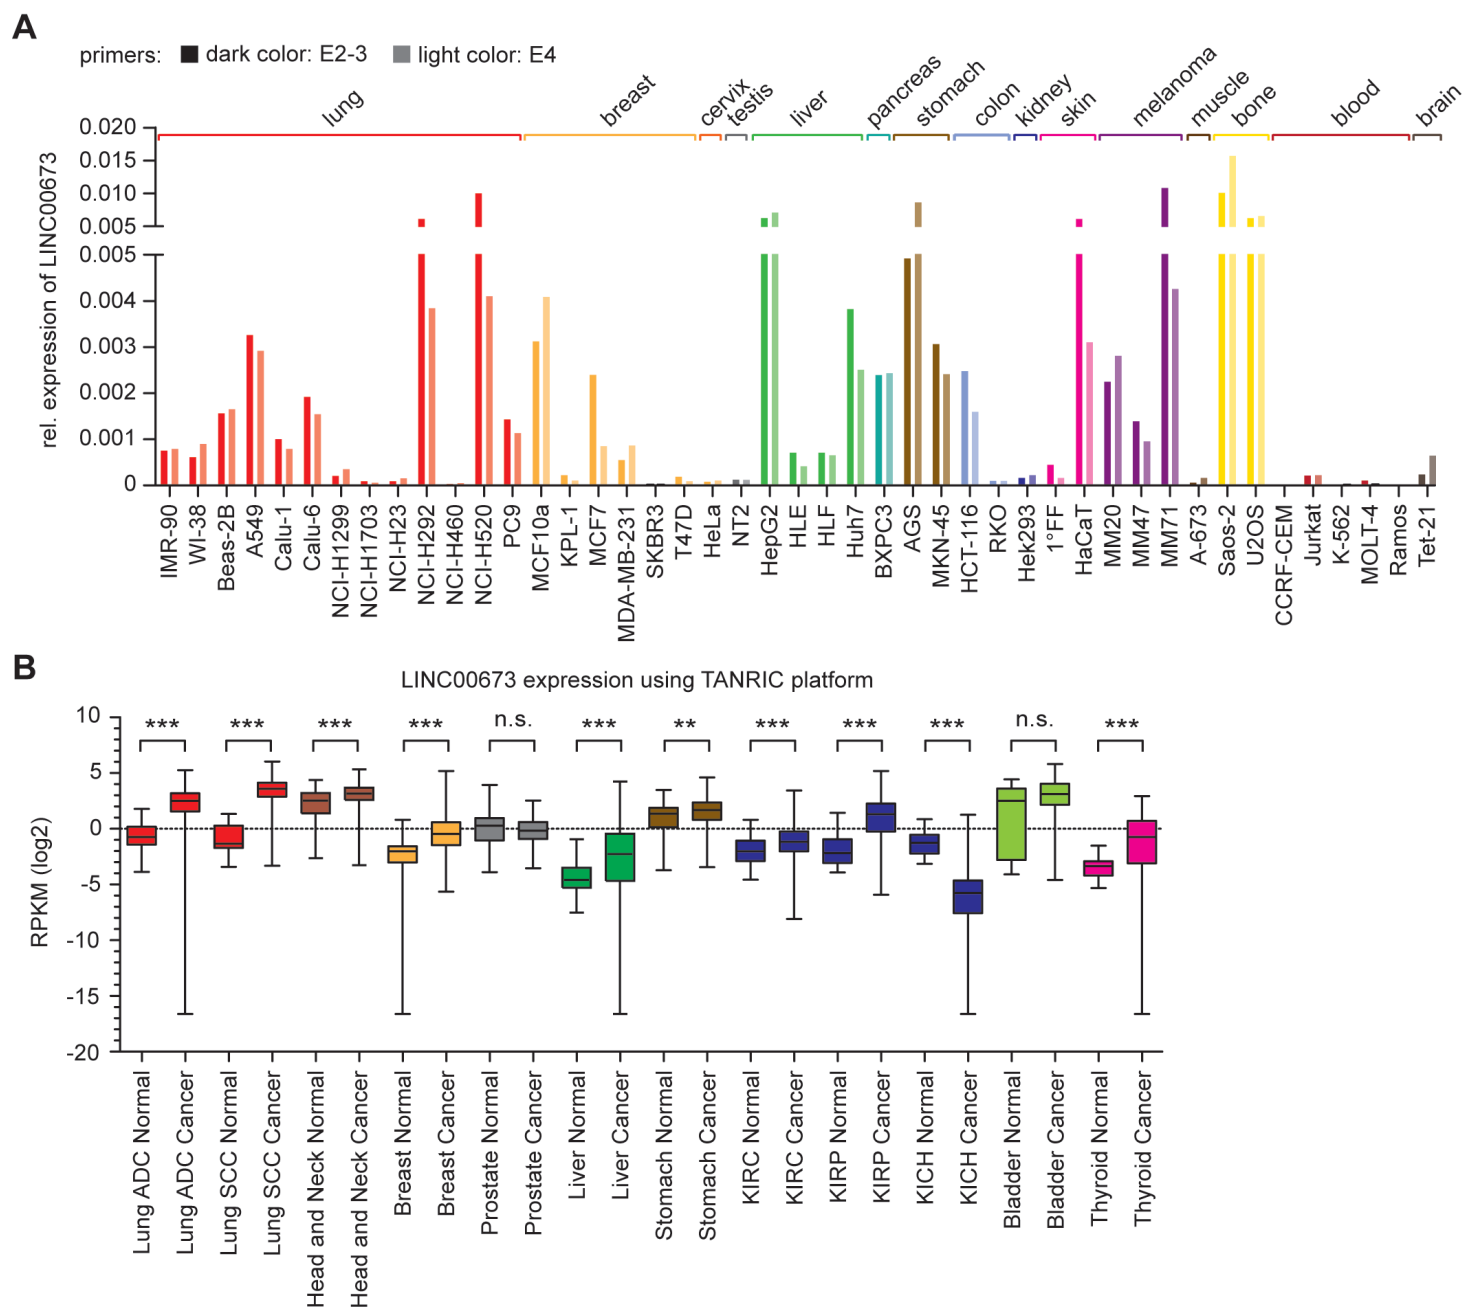 A
primers: dark color: E2-3 light color: E4
lung breast cervix testis liver pancreas stomach colon kidney skin melanoma muscle bone blood brain
rel. expression of LINC00673
0.020
0.015
0.010
0.005
0.005
0.004
0.003
0.002
0.001
0
IMR-90 WI-38 Beas-2B A549 Calu-1 Calu-6 NCI-H1299 NCI-H1703 NCI-H23 NCI-H292 NCI-H460 NCI-H520 PC9 MCF10a KPL-1 MCF7 MDA-MB-231 SKBR3 T47D HeLa NT2 HepG2 HLE HLF Huh7 BXPC3 AGS MKN-45 HCT-116 RKO Hek293 1°FF HaCaT MM20 MM47 MM71 A-673 Saos-2 U2OS CCRF-CEM Jurkat K-562 MOLT-4 Ramos Tet-21
B
LINC00673 expression using TANRIC platform
*** *** *** *** n.s. *** ** *** *** *** n.s. ***
RPKM (log2)
10
5
0
-5
-10
-15
-20
Lung ADC Normal
Lung ADC Cancer
Lung SCC Normal
Lung SCC Cancer
Head and Neck Normal
Head and Neck Cancer
Breast Normal
Breast Cancer
Prostate Normal
Prostate Cancer
Liver Normal
Liver Cancer
Stomach Normal
Stomach Cancer
KIRC Normal
KIRC Cancer
KIRP Normal
KIRP Cancer
KICH Normal
KICH Cancer
Bladder Normal
Bladder Cancer
Thyroid Normal
Thyroid Cancer